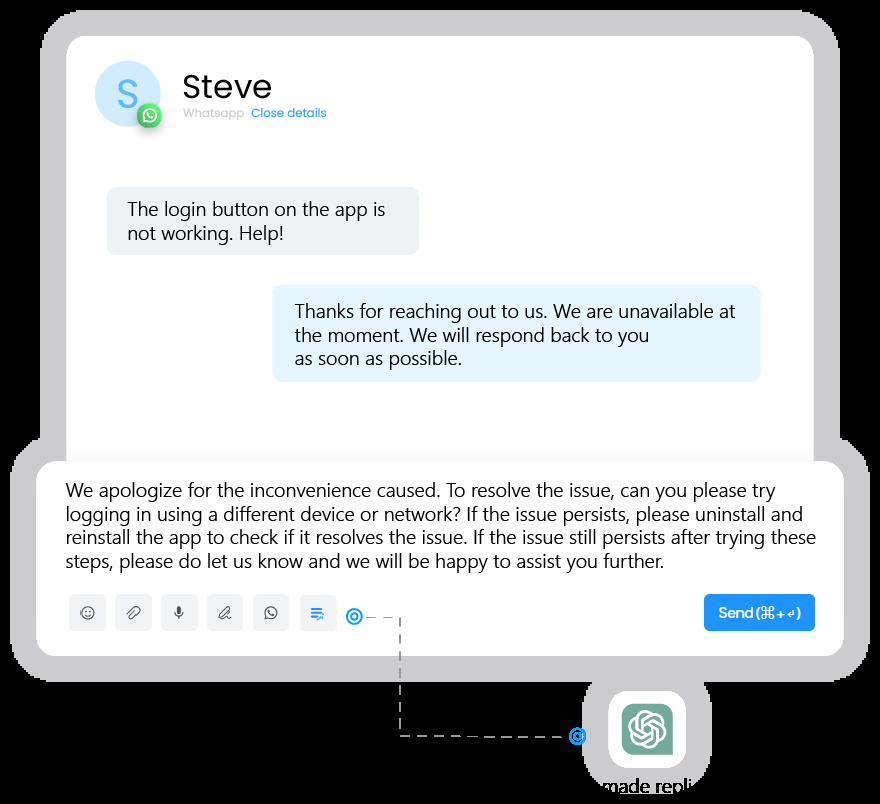 S
Steve
Whatsapp Close details
The login button on the app is
not working. Help!
Thanks for reaching out to us. We are unavailable at
the moment. We will respond back to you
as soon as possible.
We apologize for the inconvenience caused. To resolve the issue, can you please try
logging in using a different device or network? If the issue persists, please uninstall and
reinstall the app to check if it resolves the issue. If the issue still persists after trying these
steps, please do let us know and we will be happy to assist you further.
Send (⌘ + ↵)
made repli